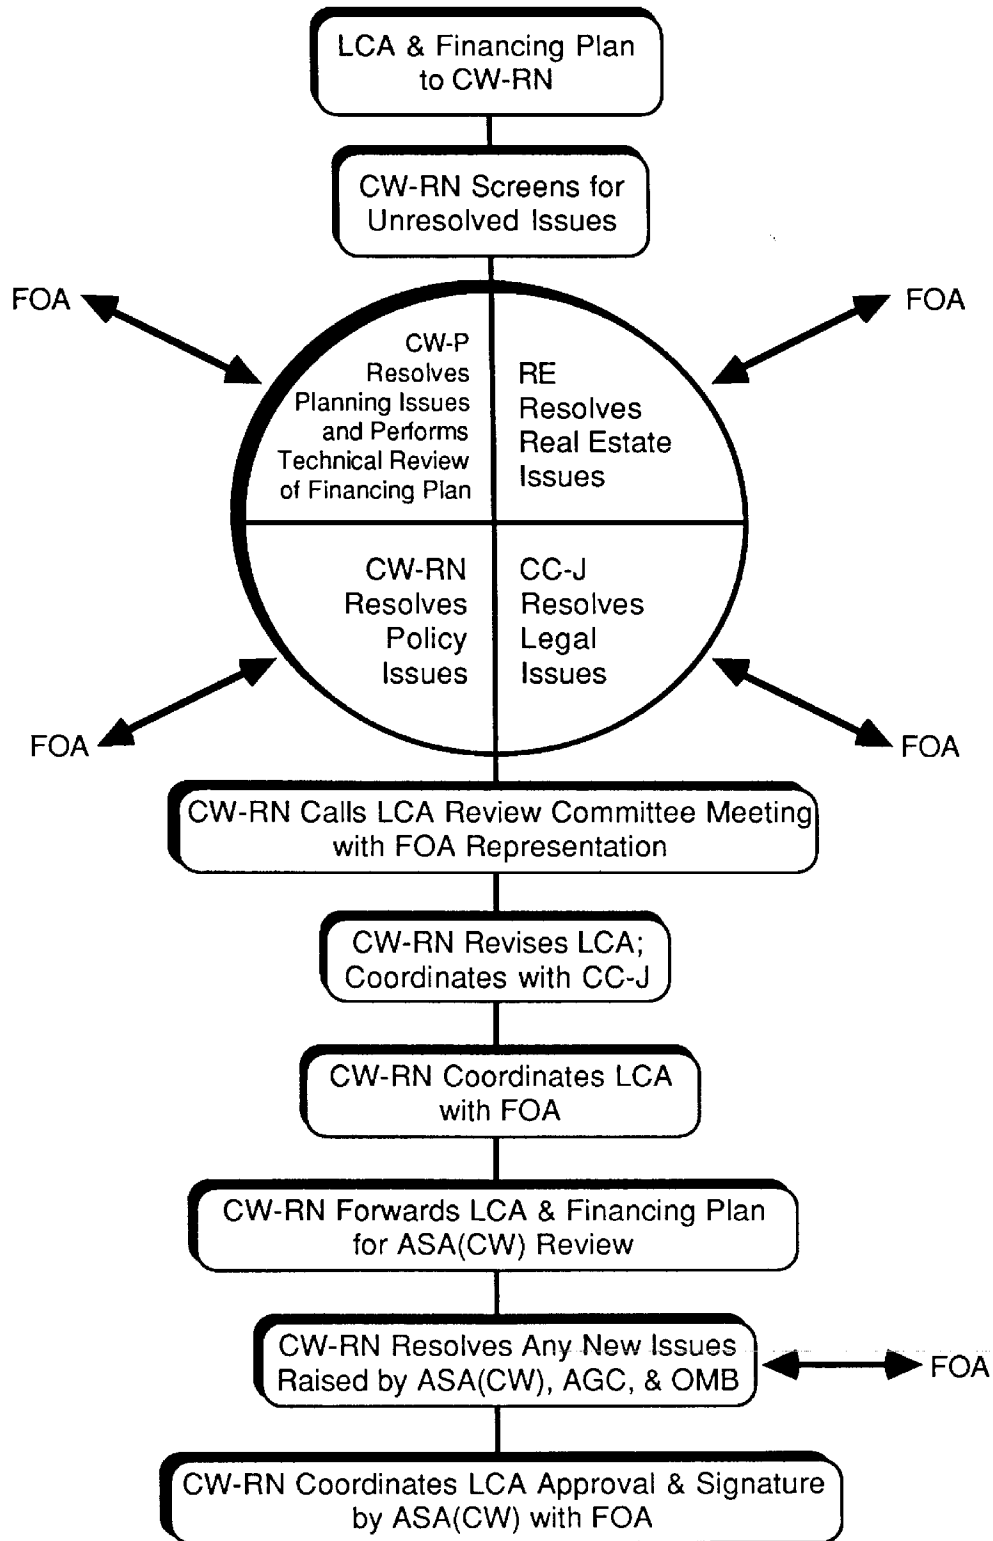 LCA & Financing Plan
to CW-RN
CW-RN Screens for
Unresolved Issues
FOA
FOA
CW-P
Resolves
Planning Issues
and Performs
Technical Review
of Financing Plan
RE
Resolves
Real Estate
Issues
CW-RN
Resolves
Policy
Issues
CC-J
Resolves
Legal
Issues
FOA
FOA
CW-RN Calls LCA Review Committee Meeting
with FOA Representation
CW-RN Revises LCA;
Coordinates with CC-J
CW-RN Coordinates LCA
with FOA
CW-RN Forwards LCA & Financing Plan
for ASA(CW) Review
CW-RN Resolves Any New Issues
Raised by ASA(CW), AGC, & OMB
FOA
CW-RN Coordinates LCA Approval & Signature
by ASA(CW) with FOA